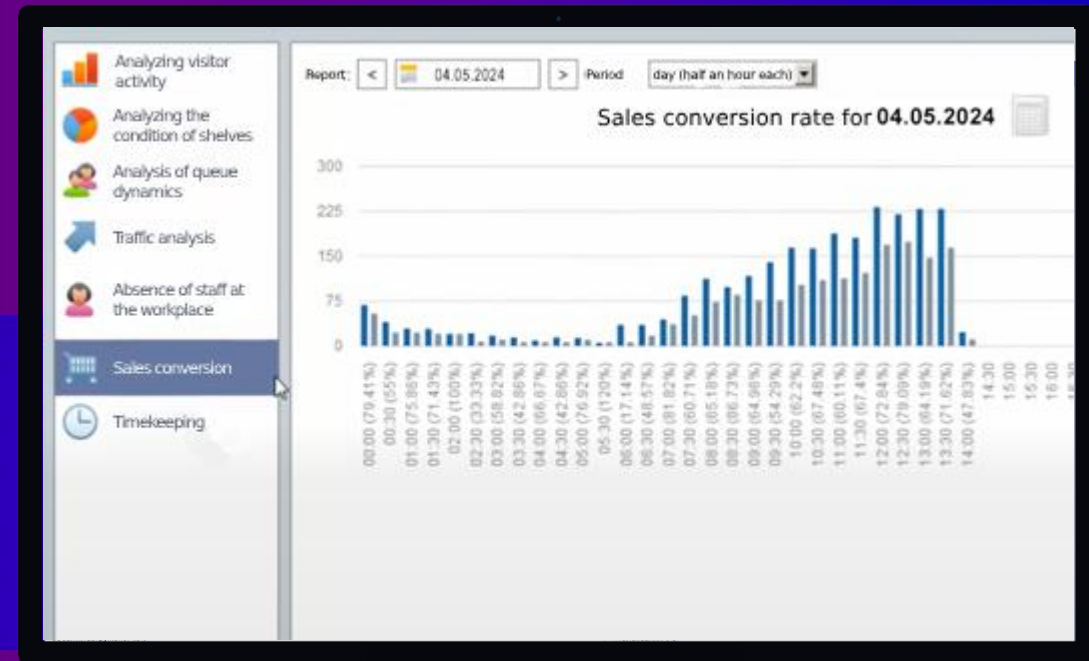 Analyzing visitor
activity
Analyzing the
condition of shelves
Analysis of queue
dynamics
Traffic analysis
Absence of staff at
the workplace
Sales conversion
Timekeeping
Report: < 04.05.2024 > Period day (half an hour each)
Sales conversion rate for 04.05.2024
300
225
150
75
0
00:00 (79.41%)
00:30 (55%)
01:00 (75.86%)
01:30 (71.43%)
02:00 (100%)
02:30 (33.33%)
03:00 (58.82%)
03:30 (42.86%)
04:00 (66.67%)
04:30 (42.86%)
05:00 (76.92%)
05:30 (120%)
06:00 (17.14%)
06:30 (48.57%)
07:00 (81.82%)
07:30 (60.71%)
08:00 (65.18%)
08:30 (86.73%)
09:00 (64.96%)
09:30 (54.29%)
10:00 (62.2%)
10:30 (67.48%)
11:00 (60.11%)
11:30 (67.4%)
12:00 (72.84%)
12:30 (79.09%)
13:00 (64.19%)
13:30 (71.62%)
14:00 (47.83%)
14:30
15:00
15:30
16:00